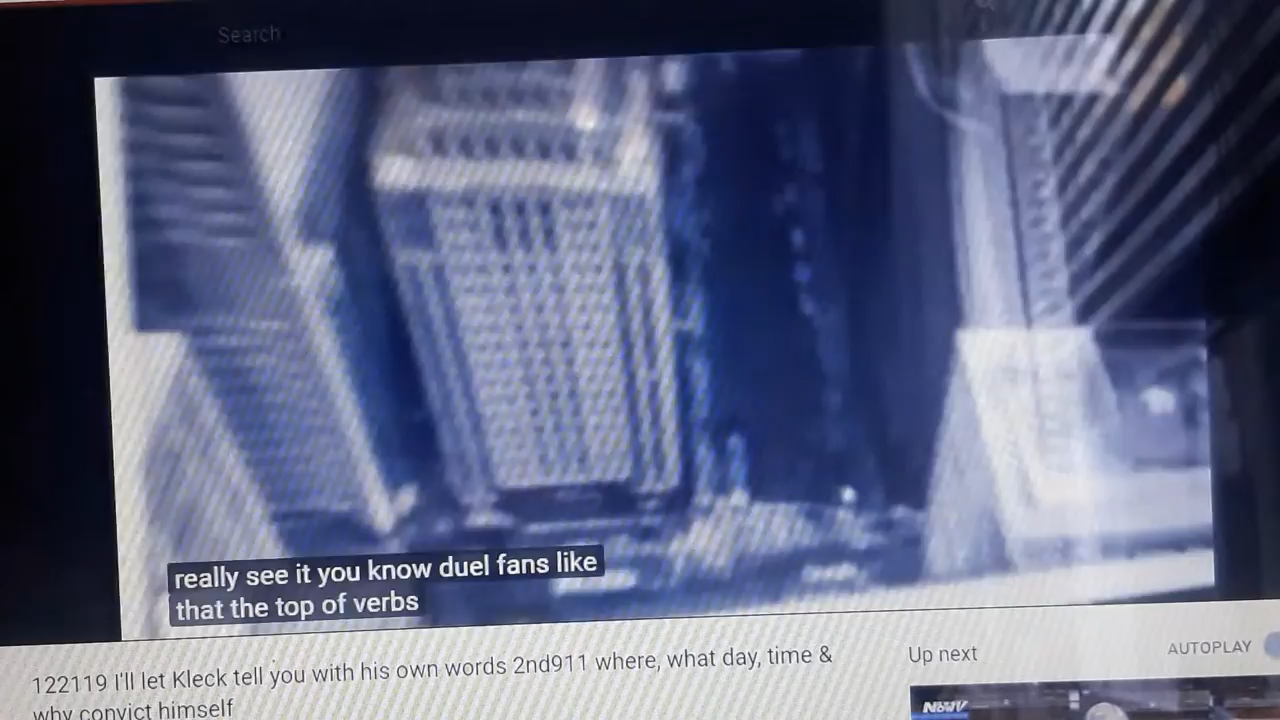 Search
really see it you know duel fans like
that the top of verbs
122119 I'll let Kleck tell you with his own words 2nd911 where, what day, time &
why convict himself
Up next
AUTOPLAY
NowV